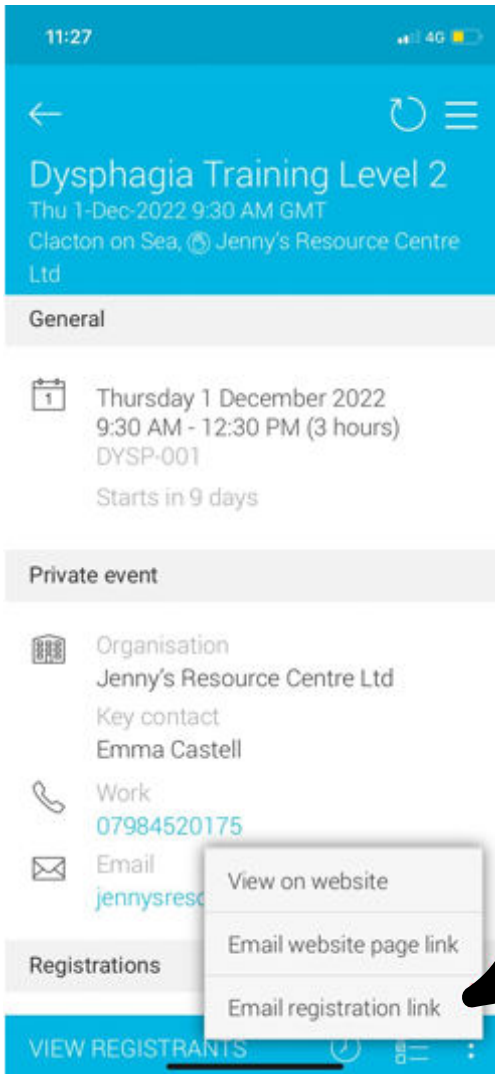 11:27
4G
Dysphagia Training Level 2
Thu 1-Dec-2022 9:30 AM GMT
Clacton on Sea, Jenny's Resource Centre
Ltd
General
1
Thursday 1 December 2022
9:30 AM - 12:30 PM (3 hours)
DYSP-001
Starts in 9 days
Private event
Organisation
Jenny's Resource Centre Ltd
Key contact
Emma Castell
Work
07984520175
Email
jennysreso
View on website
Email website page link
Registrations
Email registration link
VIEW REGISTRANTS